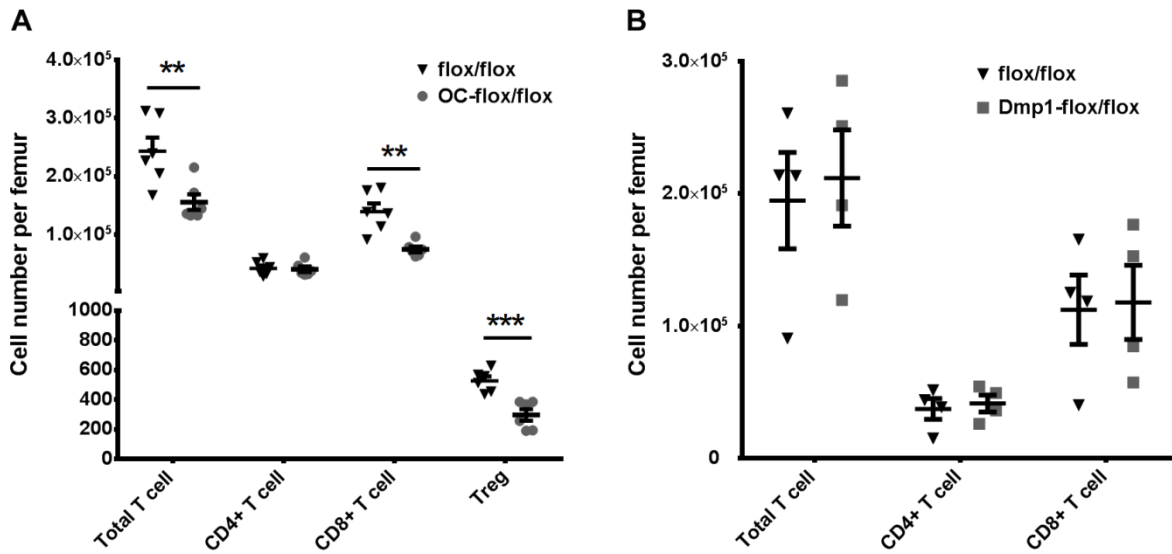 A
Cell number per femur
4.0×10⁵
3.0×10⁵
2.0×10⁵
1.0×10⁵
1000
800
600
400
200
0
** 
**
***
flox/flox
OC-flox/flox
Total T cell
CD4+ T cell
CD8+ T cell
Treg
B
Cell number per femur
3.0×10⁵
2.0×10⁵
1.0×10⁵
0
flox/flox
Dmp1-flox/flox
Total T cell
CD4+ T cell
CD8+ T cell